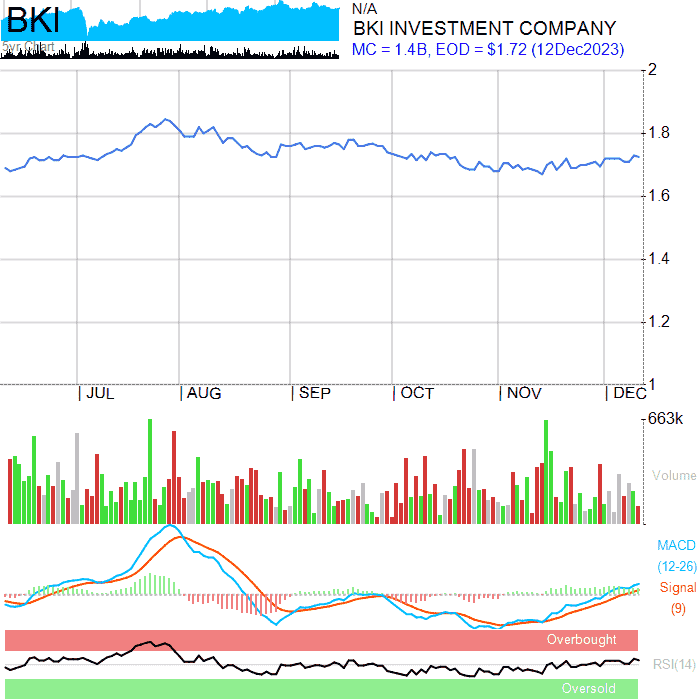 BKI
5yr Chart
N/A
BKI INVESTMENT COMPANY
MC = 1.4B, EOD = $1.72 (12Dec2023)
2
1.8
1.6
1.4
1.2
1
JUL
AUG
SEP
OCT
NOV
DEC
663k
Volume
MACD
(12-26)
Signal
(9)
Overbought
RSI(14)
Oversold